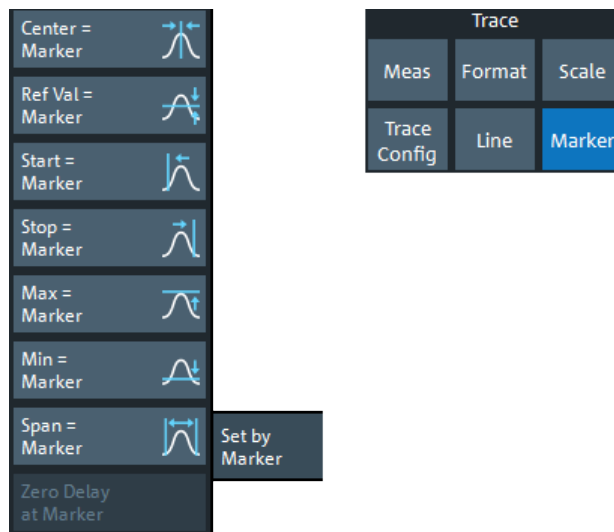 Center =
Marker
Ref Val =
Marker
Start =
Marker
Stop =
Marker
Max =
Marker
Min =
Marker
Span =
Marker
Zero Delay
at Marker
Set by
Marker
Trace
Meas Format Scale
Trace
Config Line Marker